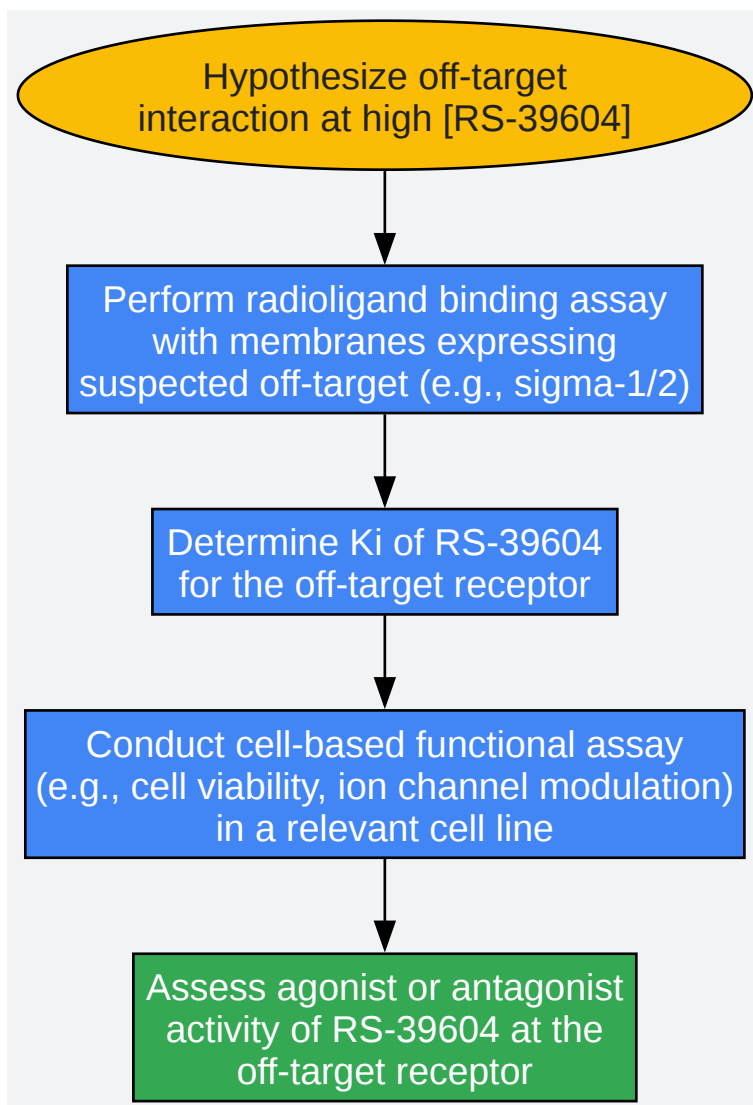 Hypothesize off-target
interaction at high [RS-39604]
Perform radioligand binding assay
with membranes expressing
suspected off-target (e.g., sigma-1/2)
Determine Ki of RS-39604
for the off-target receptor
Conduct cell-based functional assay
(e.g., cell viability, ion channel modulation)
in a relevant cell line
Assess agonist or antagonist
activity of RS-39604 at the
off-target receptor